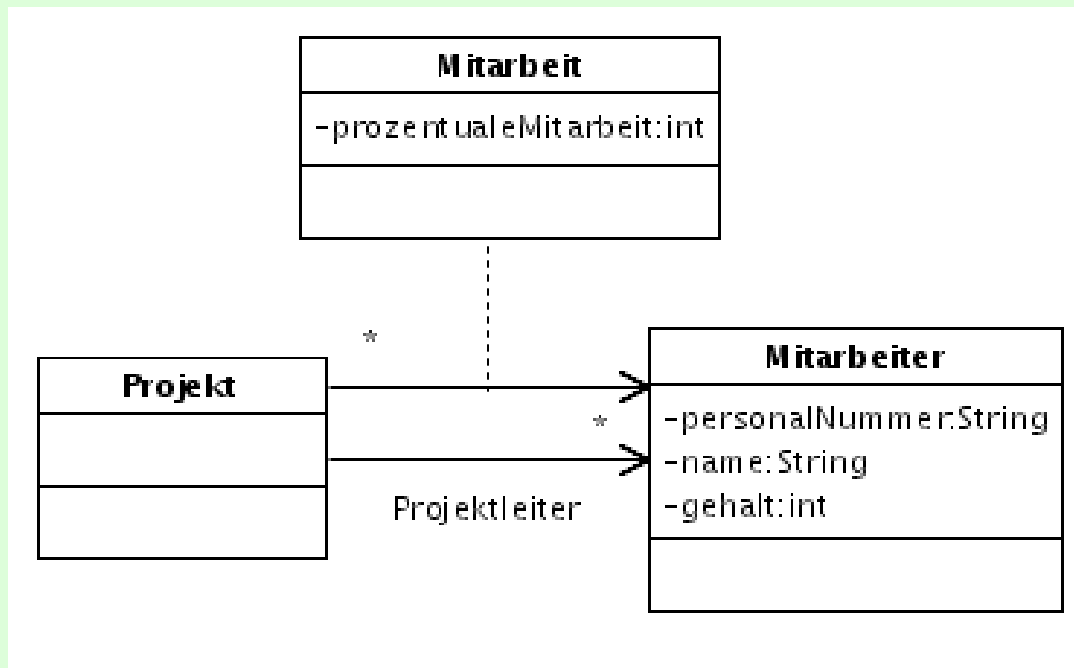 Mitarbeit
-prozentualeMitarbeit:int
*
Projekt
Mitarbeiter
*
-personalNummer:String
-name:String
-gehalt:int
Projektleiter